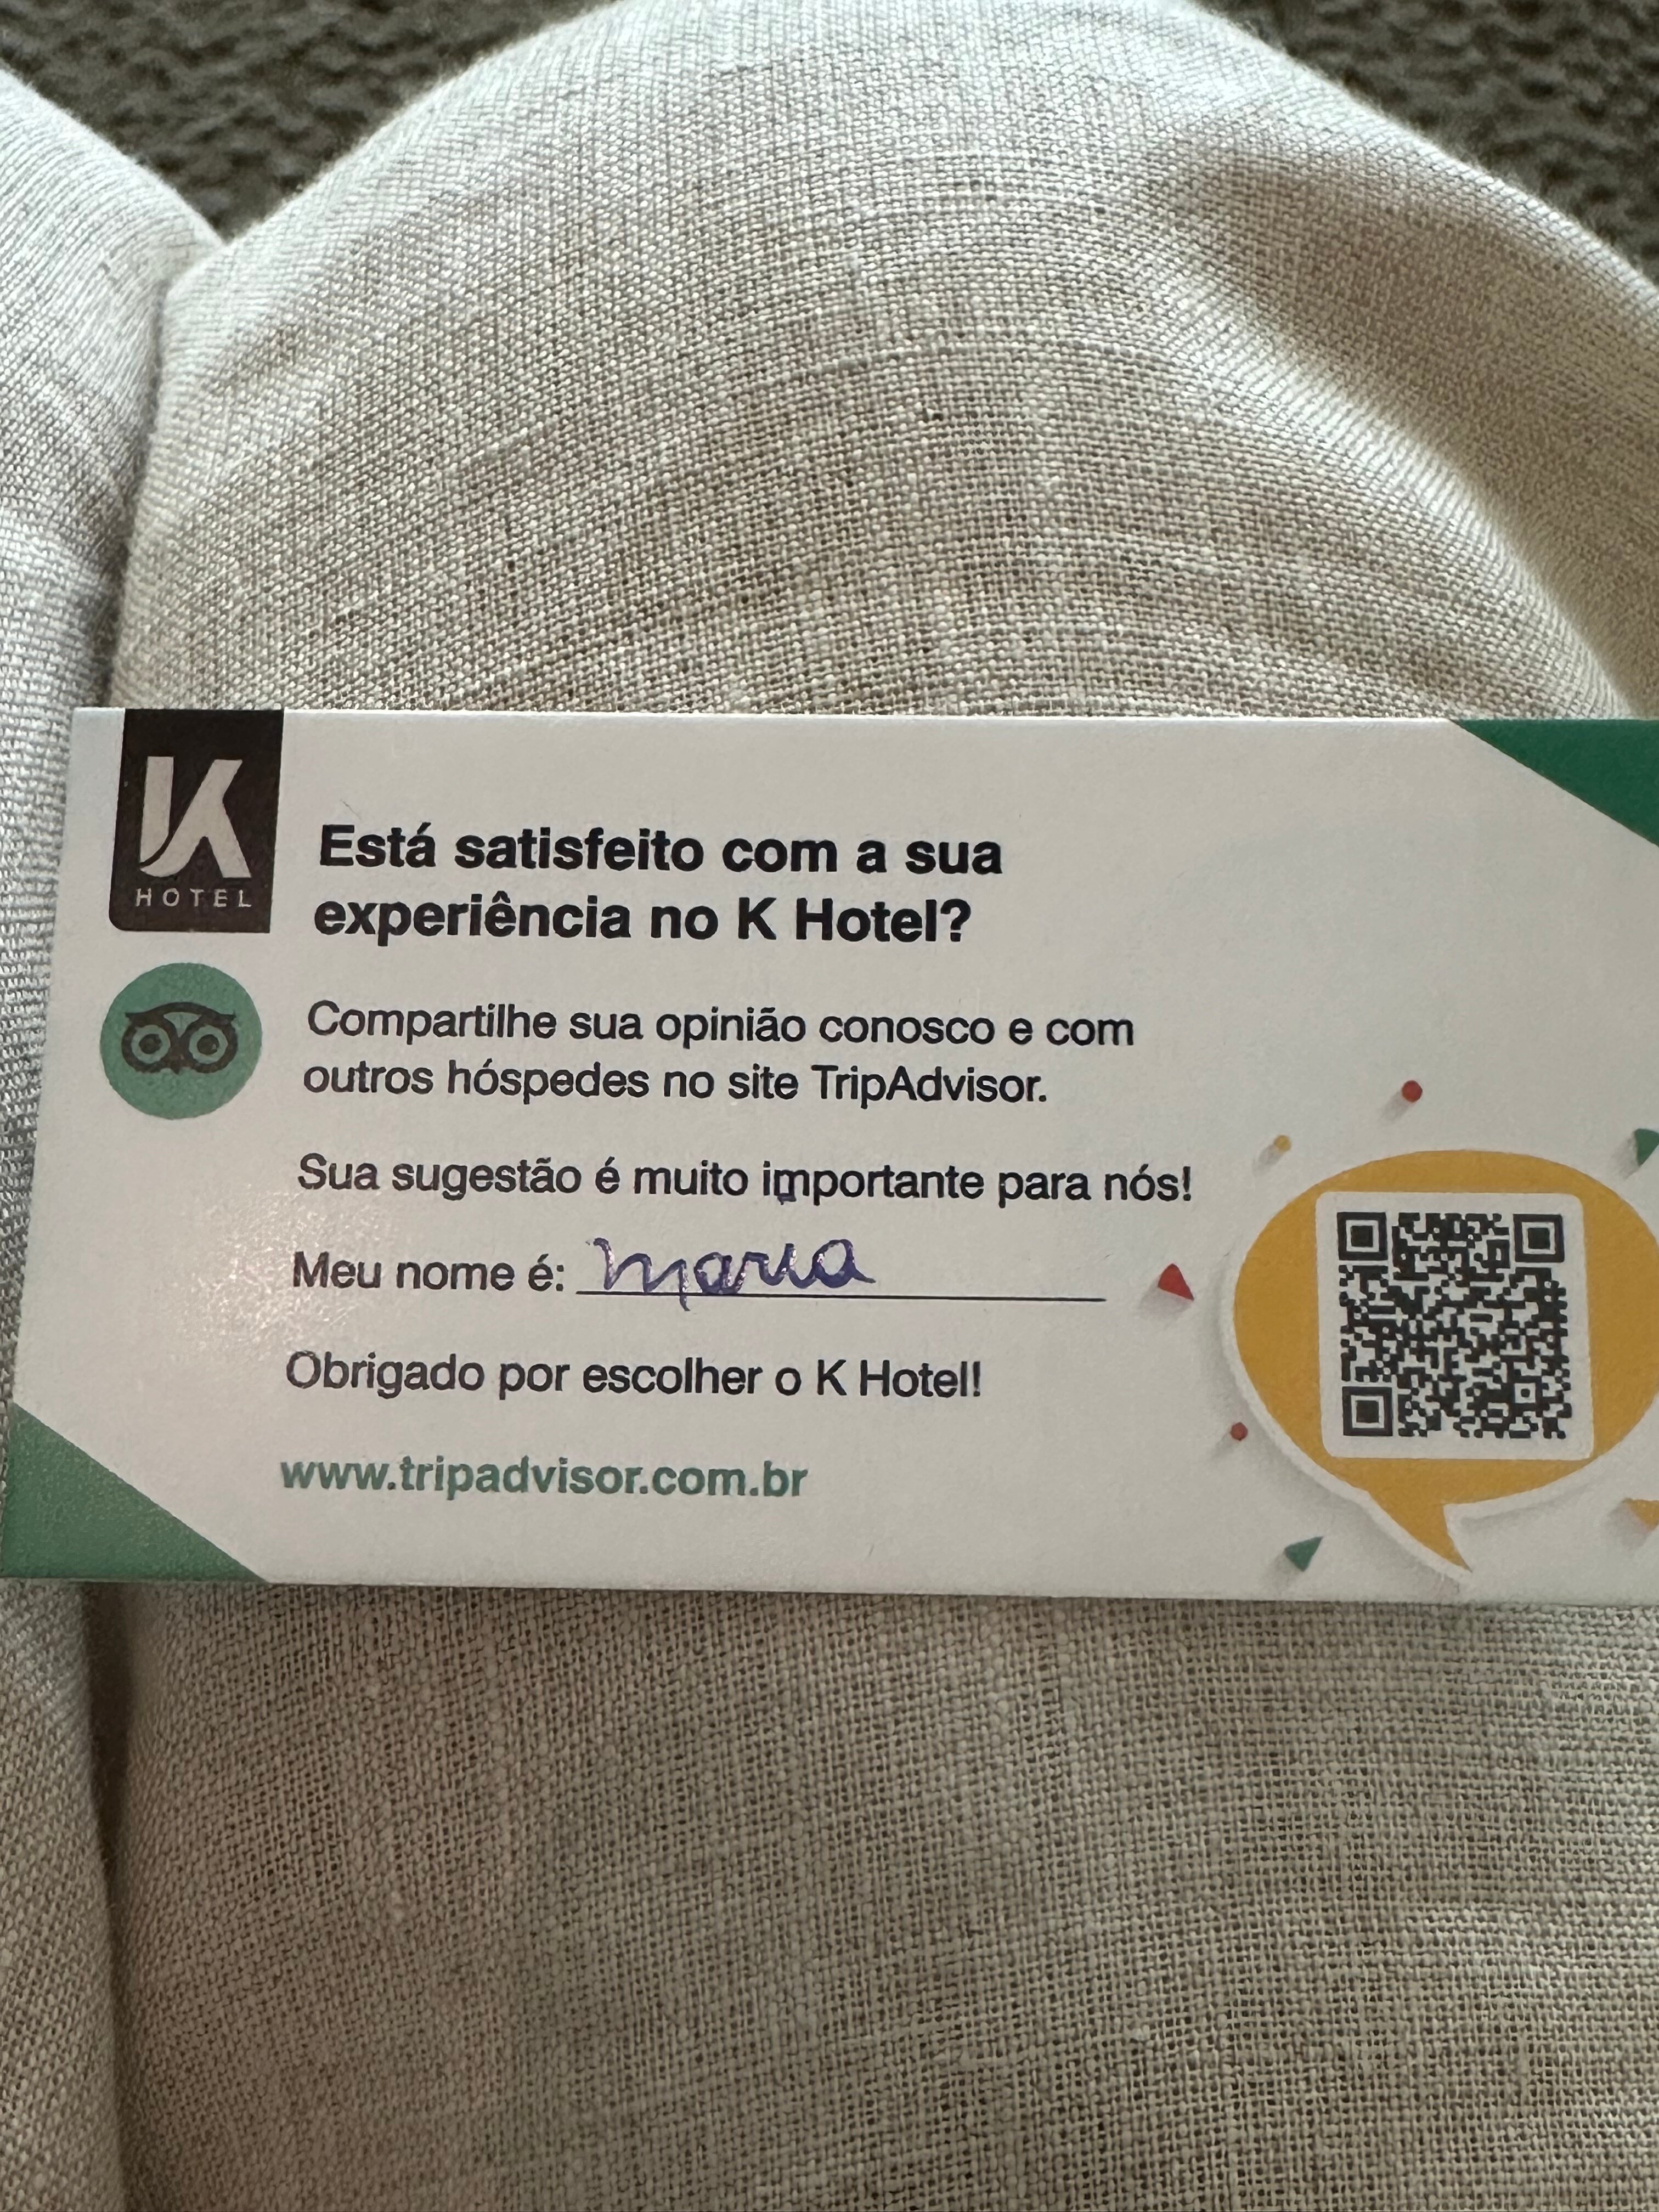 K
HOTEL
Está satisfeito com a sua
experiência no K Hotel?
Compartilhe sua opinião conosco e com
outros hóspedes no site TripAdvisor.
Sua sugestão é muito importante para nós!
Meu nome é: Maria
Obrigado por escolher o K Hotel!
www.tripadvisor.com.br